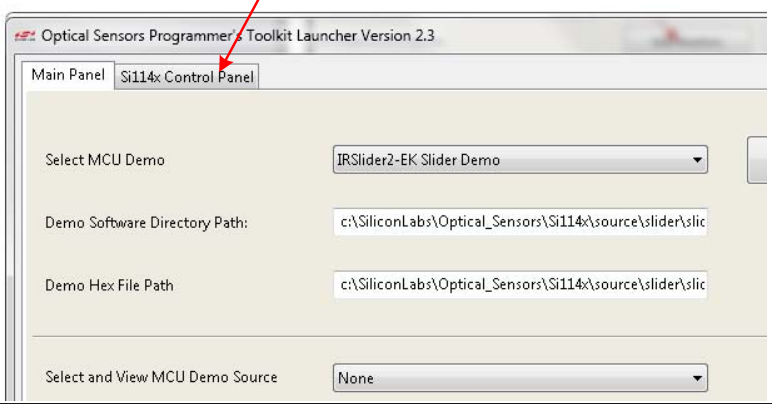 Optical Sensors Programmer's Toolkit Launcher Version 2.3
Main Panel Si114x Control Panel
Select MCU Demo IRSlider2-EK Slider Demo
Demo Software Directory Path: c:\SiliconLabs\Optical_Sensors\Si114x\source\slider\slic
Demo Hex File Path c:\SiliconLabs\Optical_Sensors\Si114x\source\slider\slic
Select and View MCU Demo Source None